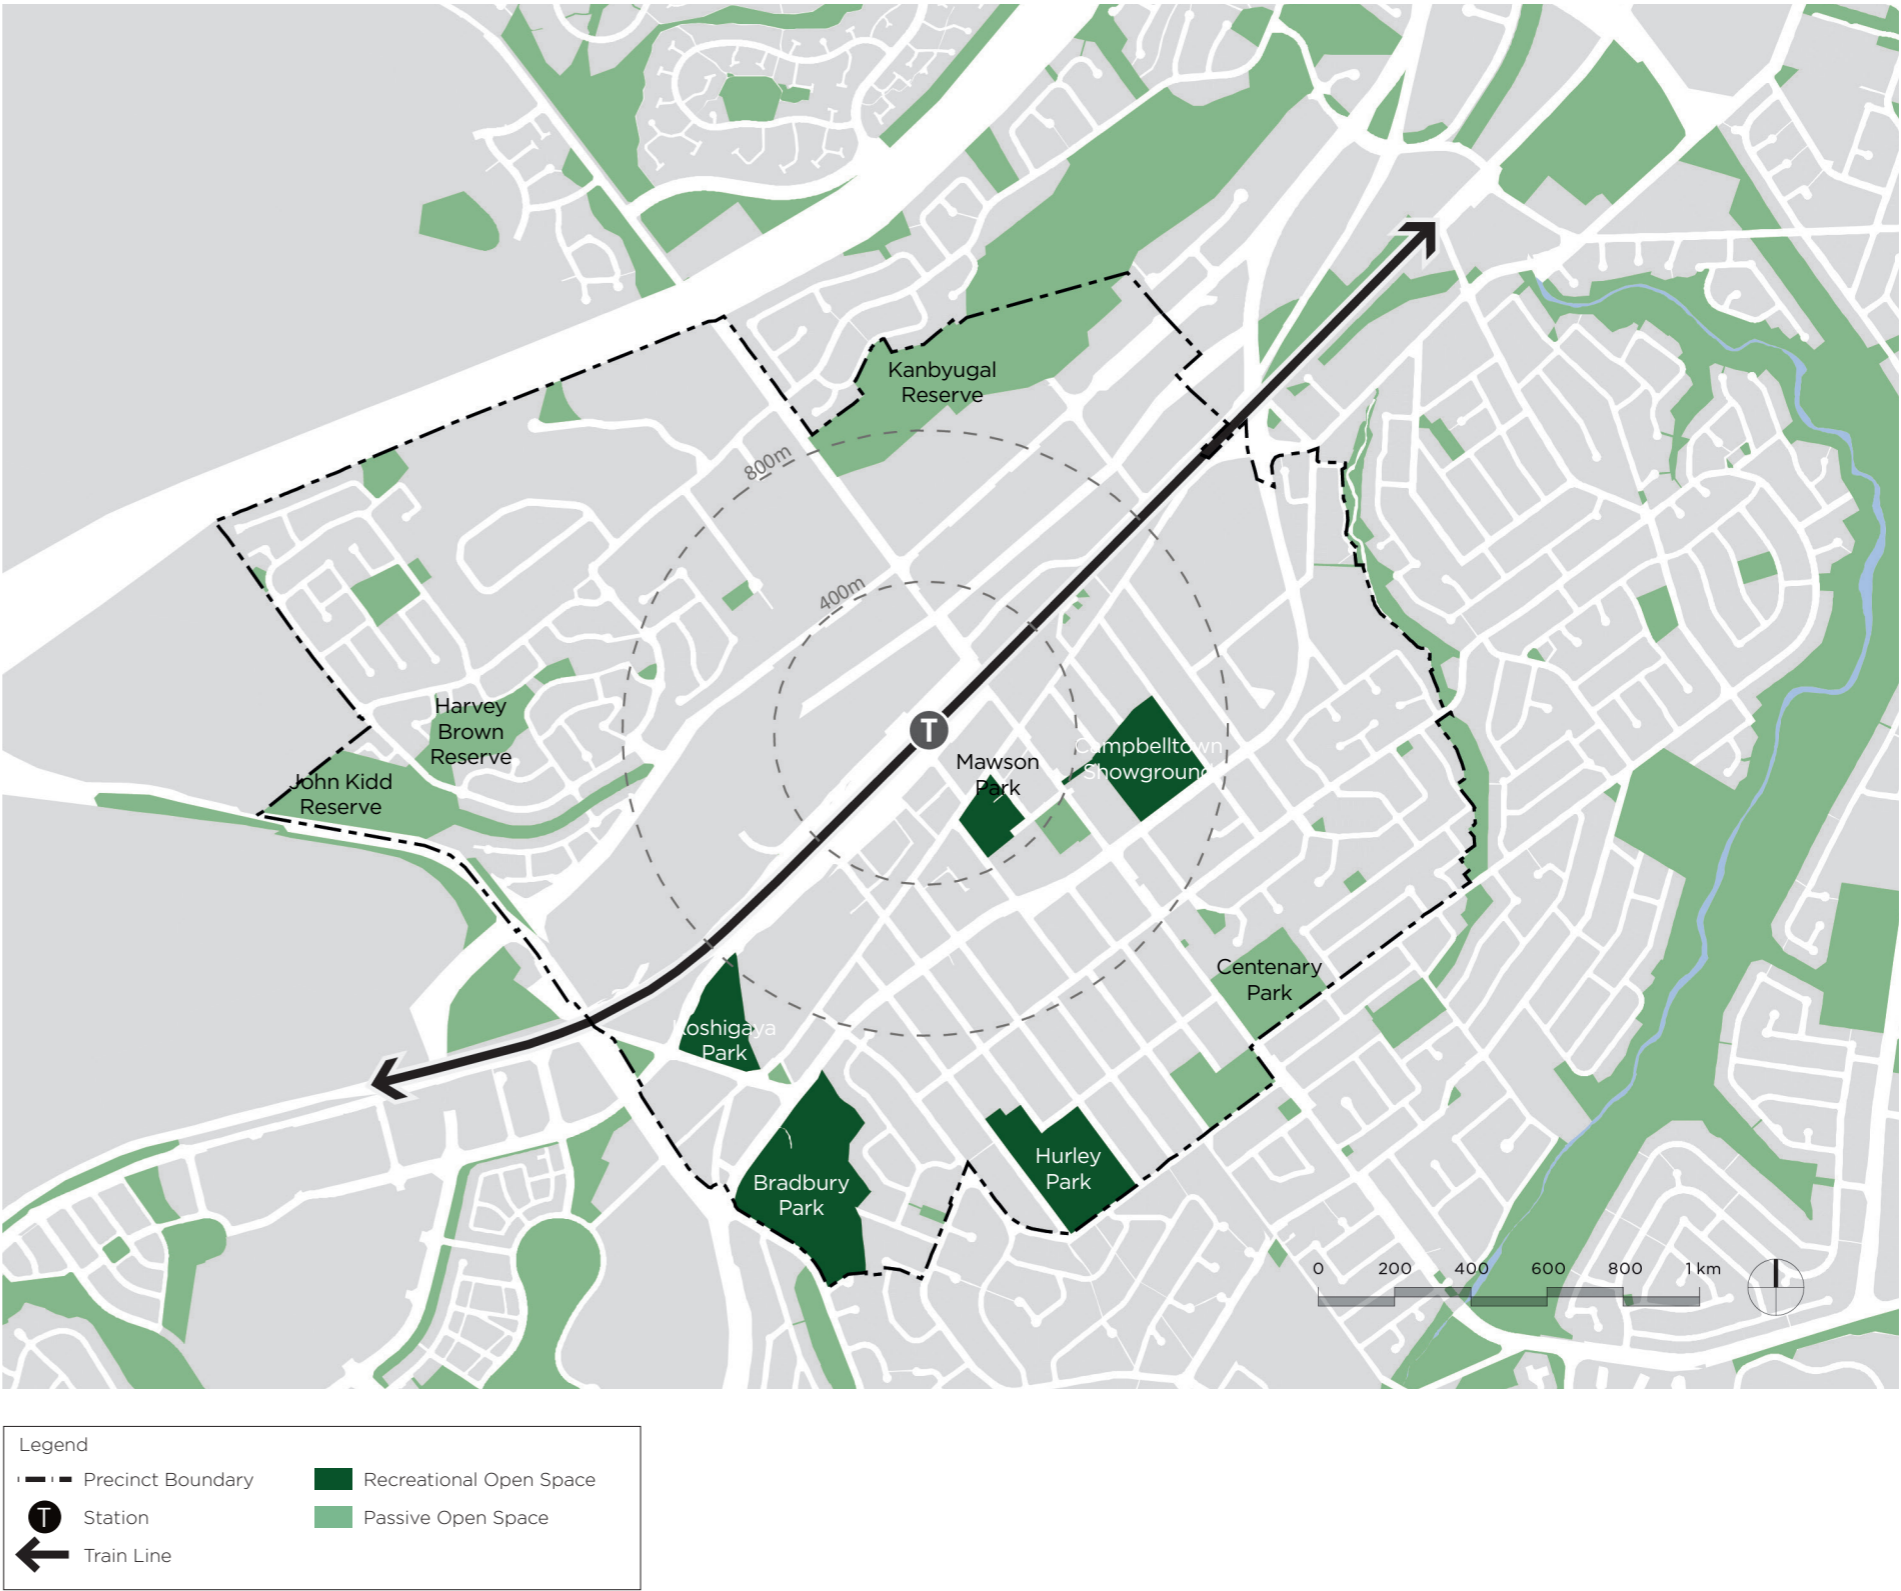 Kanbyugal
Reserve
800m
400m
Harvey
Brown
Reserve
John Kidd
Reserve
T
Mawson
Park
Campbelltown
Showground
Centenary
Park
Koshigaya
Park
Bradbury
Park
Hurley
Park
0 200 400 600 800 1 km
Legend
Precinct Boundary
T Station
Train Line
Recreational Open Space
Passive Open Space